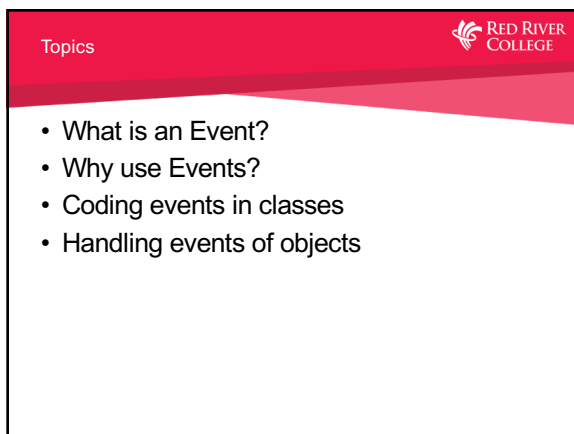 Topics
RED RIVER
COLLEGE
• What is an Event?
• Why use Events?
• Coding events in classes
• Handling events of objects